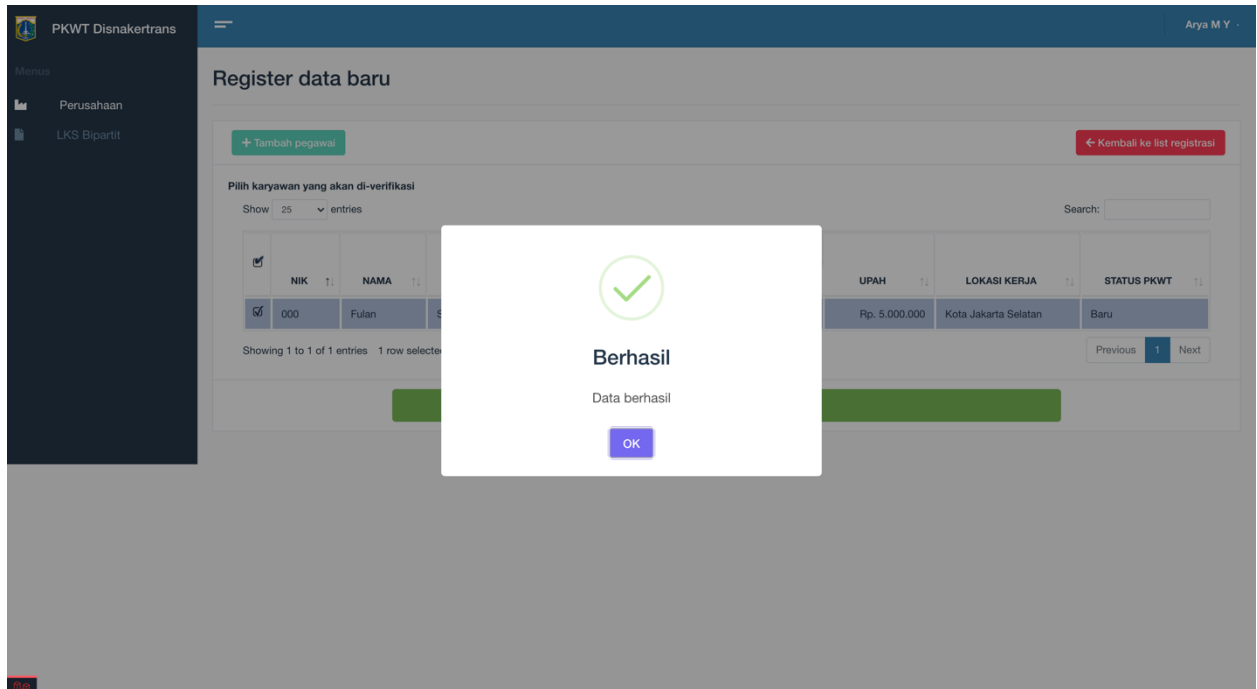 PKWT Disnakertrans
Arya M Y
Menus
Perusahaan
LKS Bipartit
Register data baru
+ Tambah pegawai
← Kembali ke list registrasi
Pilih karyawan yang akan di-verifikasi
Show 25 entries
Search:
NIK NAMA UPAH LOKASI KERJA STATUS PKWT
000 Fulan S Rp. 5.000.000 Kota Jakarta Selatan Baru
Showing 1 to 1 of 1 entries 1 row selecte
Previous 1 Next
Berhasil
Data berhasil
OK